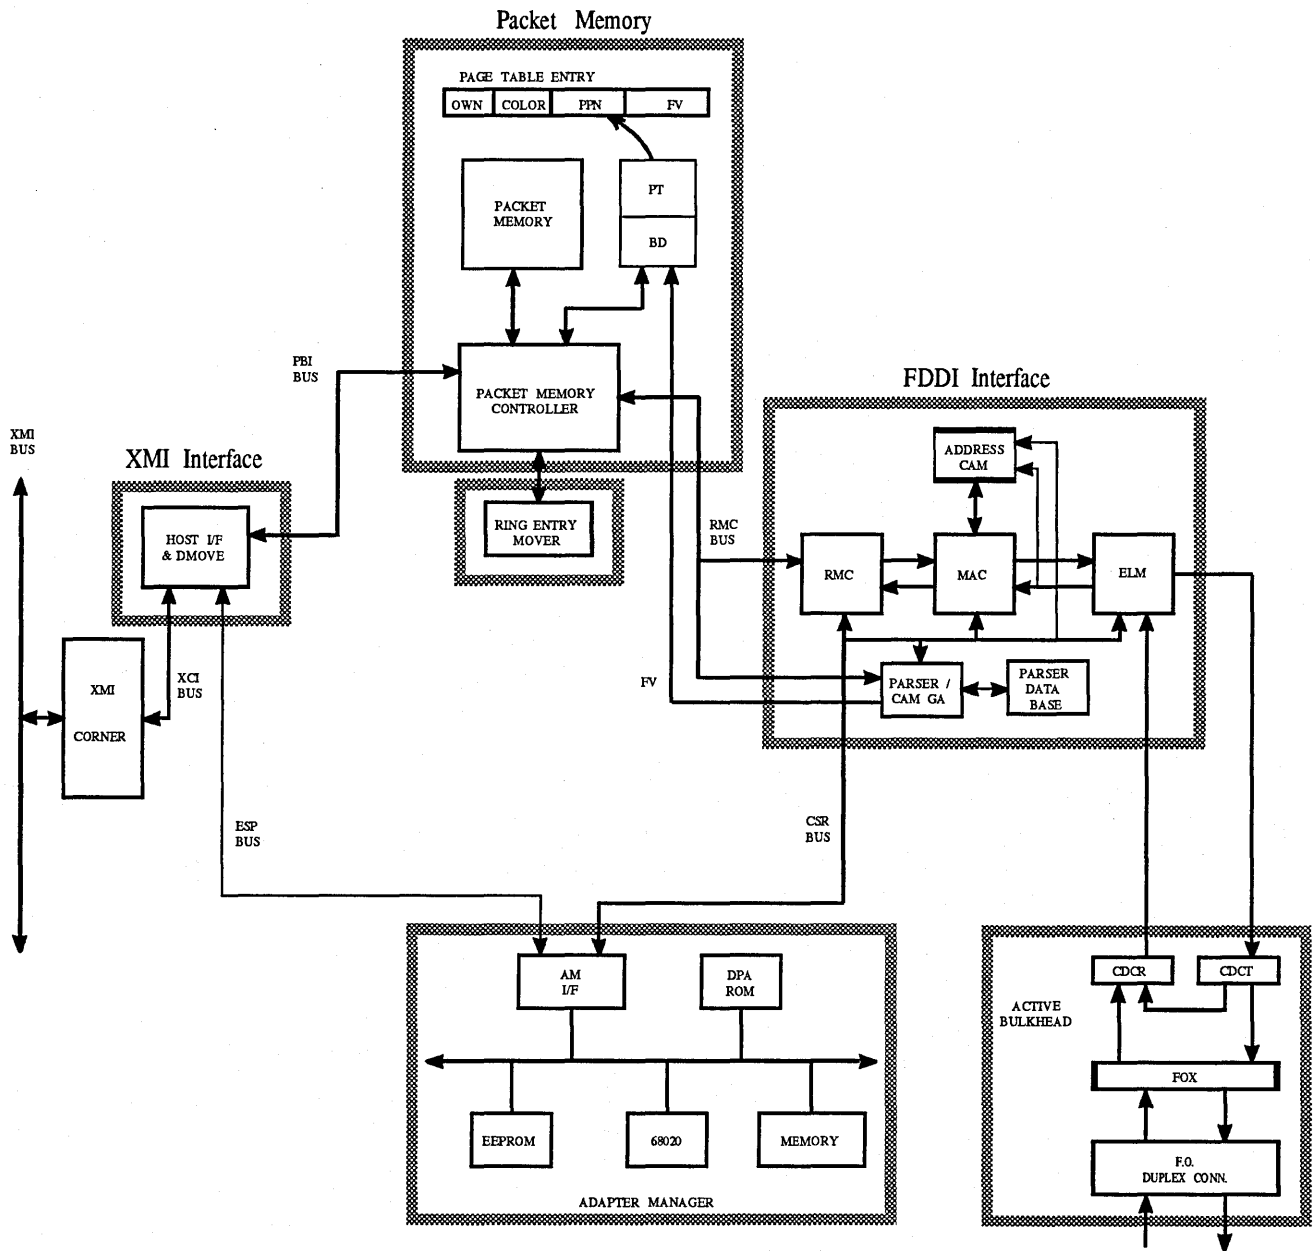 Packet Memory
PAGE TABLE ENTRY
OWN COLOR PPN FV
PACKET
MEMORY
PT
BD
PBI
BUS
PACKET MEMORY
CONTROLLER
FDDI Interface
XMI
BUS
XMI Interface
ADDRESS
CAM
HOST I/F
& DMOVE
RING ENTRY
MOVER
RMC
BUS
RMC
MAC
ELM
XMI
CORNER
XCI
BUS
FV
PARSER /
CAM GA
PARSER
DATA
BASE
ESP
BUS
CSR
BUS
AM
I/F
DPA
ROM
CDCR
CDCT
ACTIVE
BULKHEAD
FOX
EEPROM
68020
MEMORY
F.O.
DUPLEX CONN.
ADAPTER MANAGER